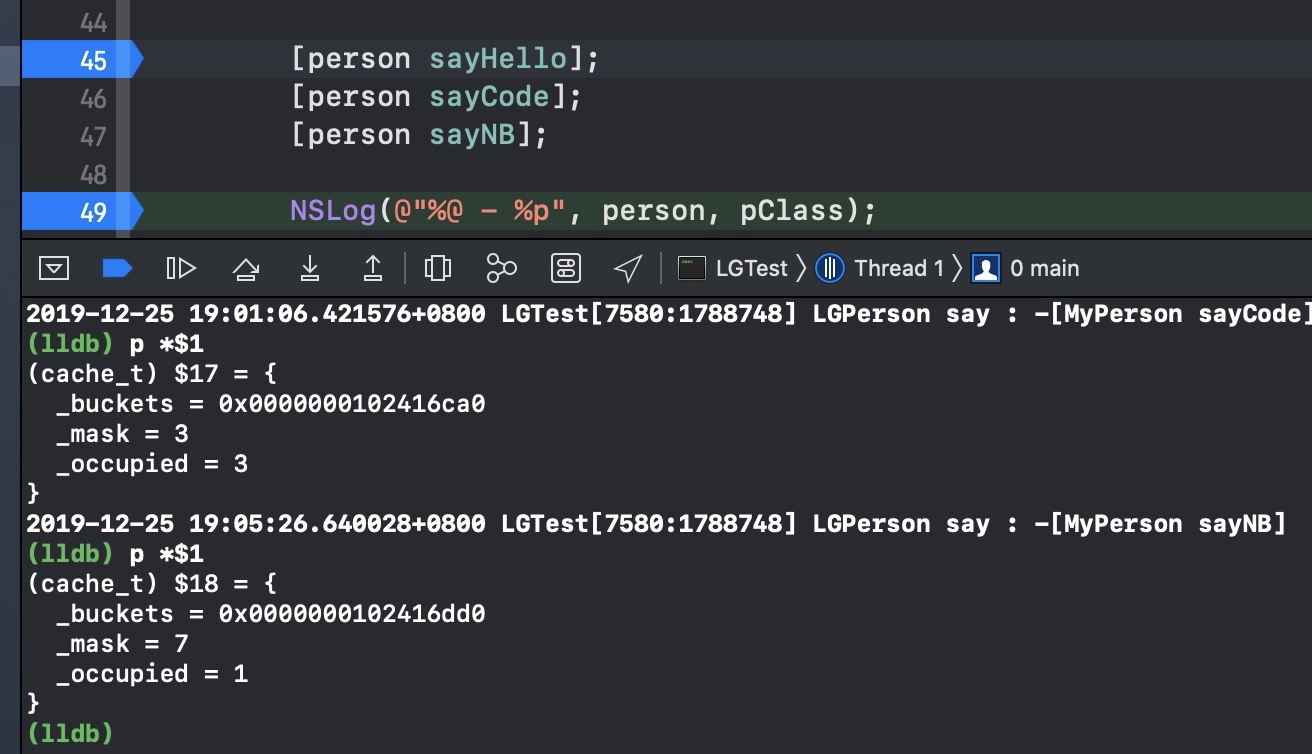 44
45 [person sayHello];
46 [person sayCode];
47 [person sayNB];
48
49 NSLog(@"%@ - %p", person, pClass);
LGTest 〉 Thread 1 〉 0 main
2019-12-25 19:01:06.421576+0800 LGTest[7580:1788748] LGPerson say : -[MyPerson sayCode]
(lldb) p *$1
(cache_t) $17 = {
  _buckets = 0x0000000102416ca0
  _mask = 3
  _occupied = 3
}
2019-12-25 19:05:26.640028+0800 LGTest[7580:1788748] LGPerson say : -[MyPerson sayNB]
(lldb) p *$1
(cache_t) $18 = {
  _buckets = 0x0000000102416dd0
  _mask = 7
  _occupied = 1
}
(lldb)